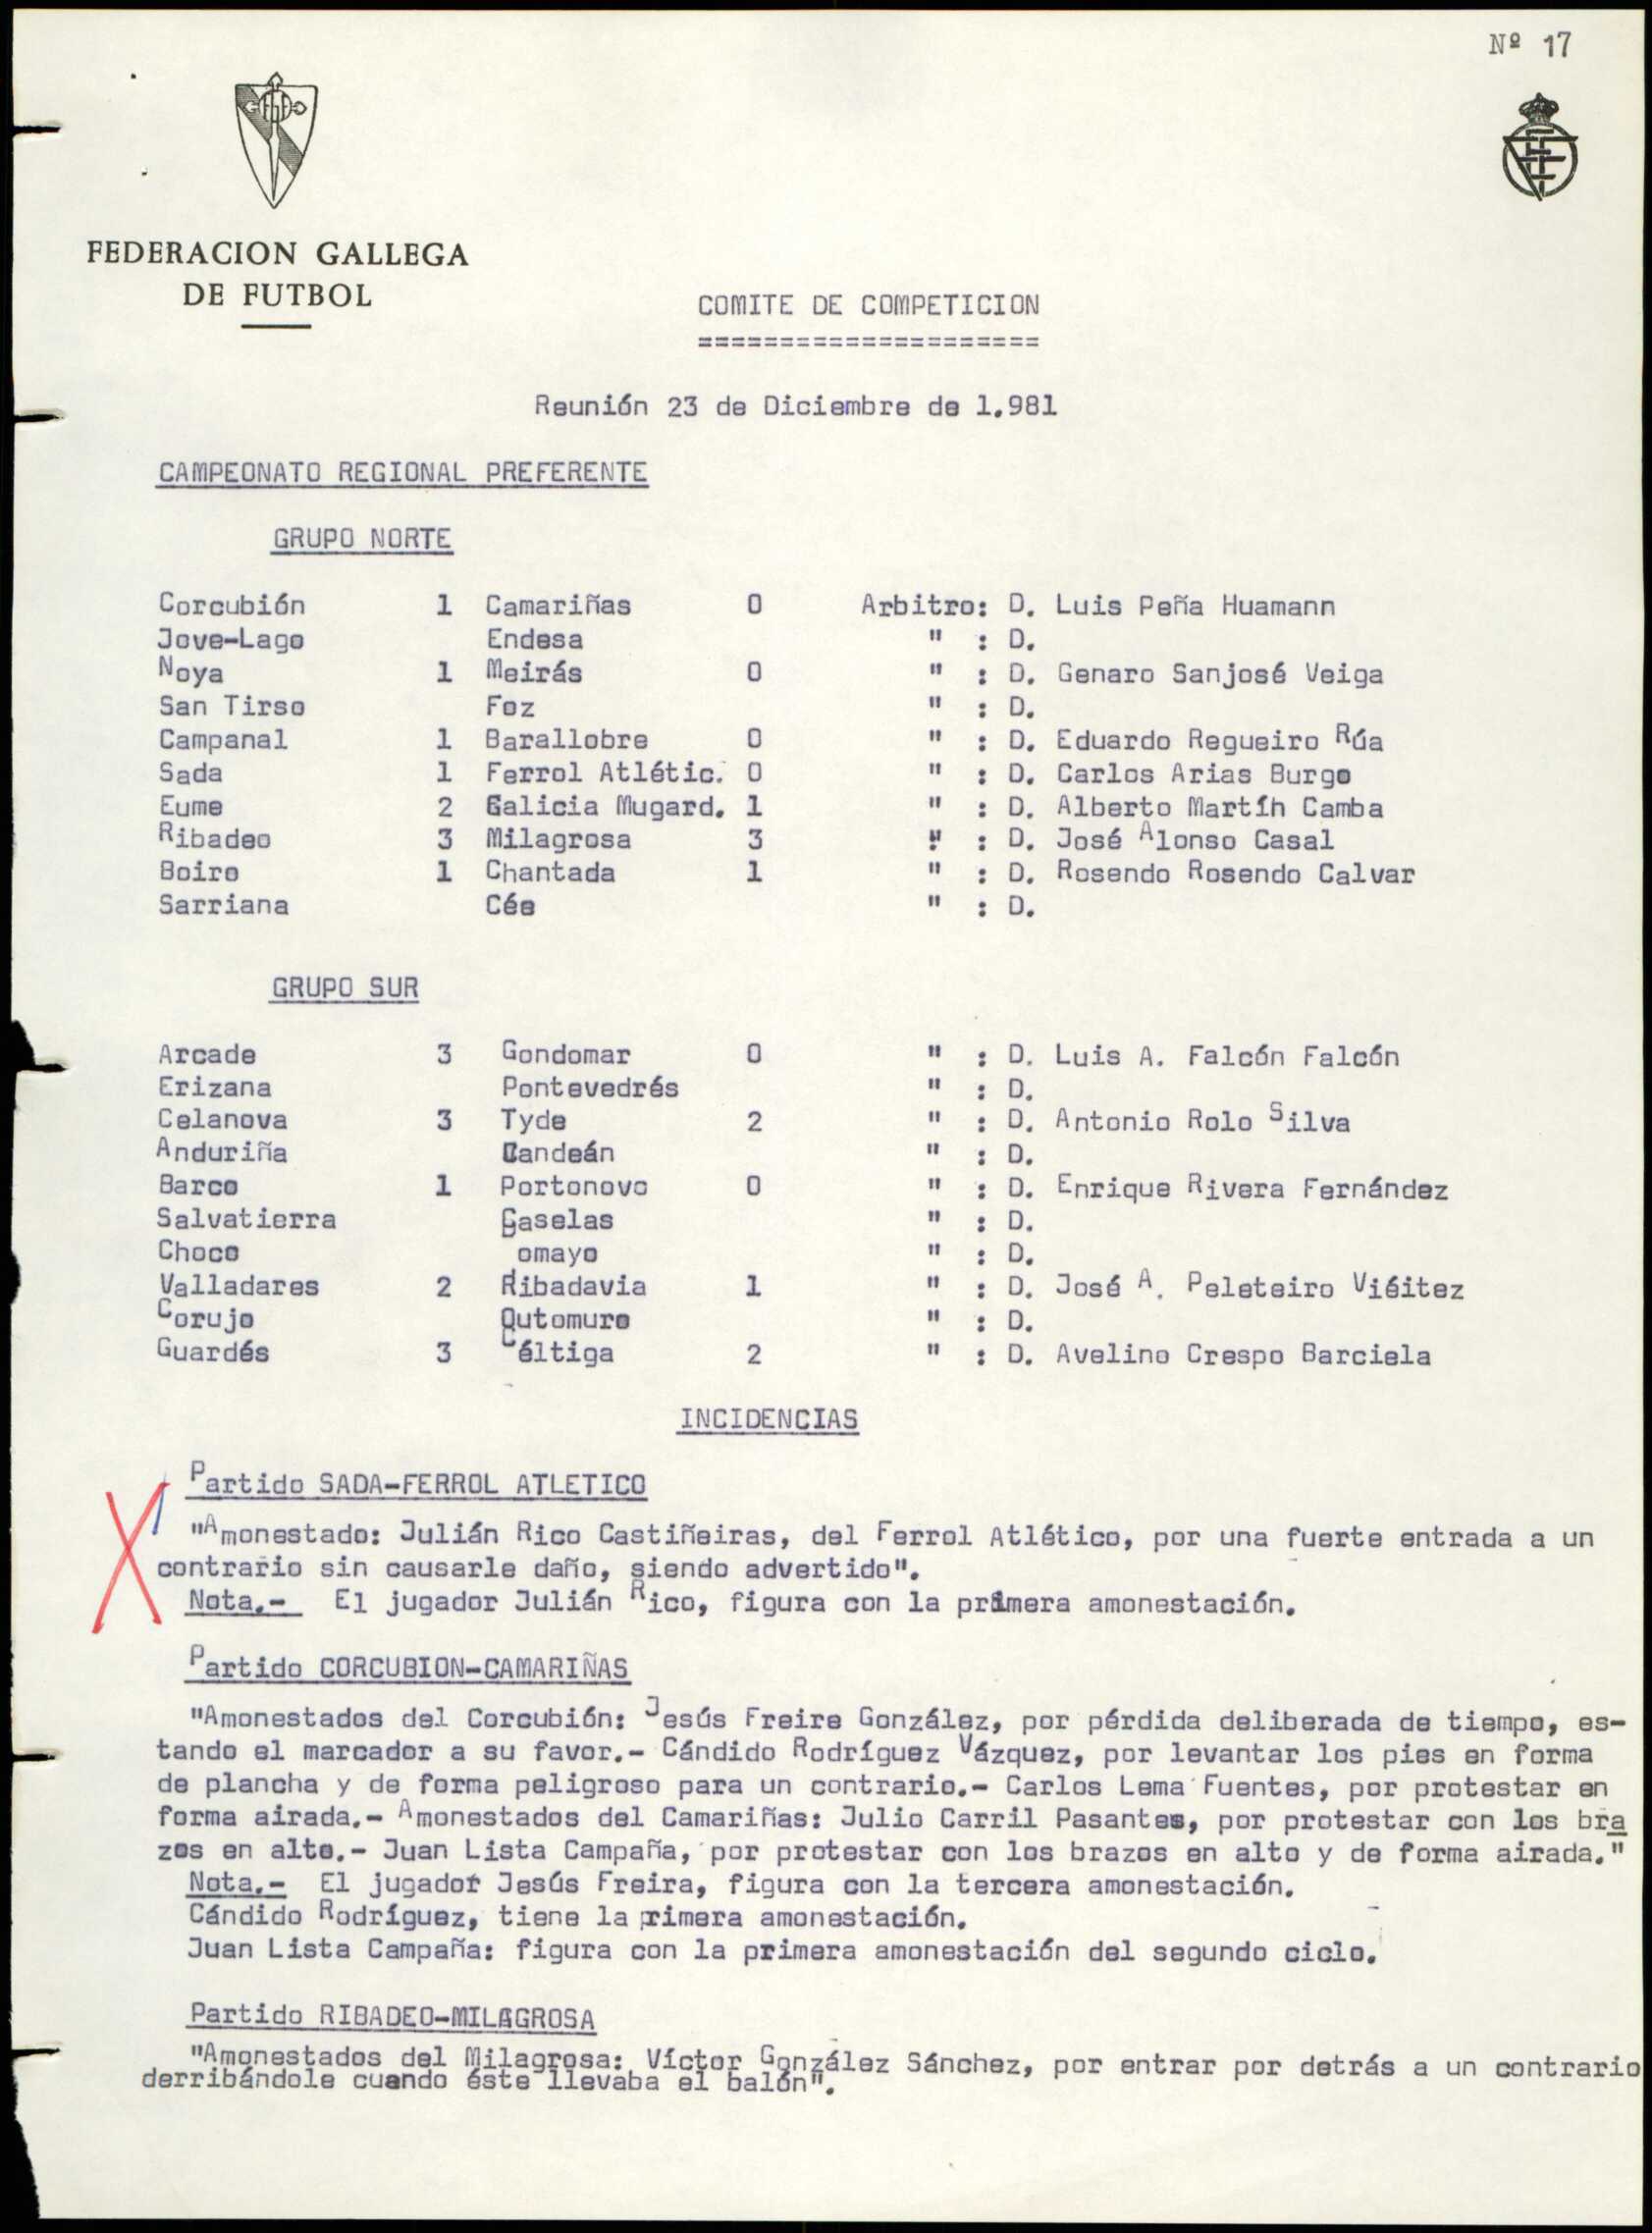 Nº 17
FEDERACION GALLEGA
DE FUTBOL
COMITE DE COMPETICION
=====================
Reunión 23 de Diciembre de 1.981
CAMPEONATO REGIONAL PREFERENTE
GRUPO NORTE
Corcubión 1 Camariñas 0 Arbitro: D. Luis Peña Huamann
Jove-Lago Endesa " : D.
Noya 1 Meirás 0 " : D. Genaro Sanjosé Veiga
San Tirso Foz " : D.
Campanal 1 Barallobre 0 " : D. Eduardo Regueiro Rúa
Sada 1 Ferrol Atlétic. 0 " : D. Carlos Arias Burgo
Eume 2 Galicia Mugard. 1 " : D. Alberto Martíh Camba
Ribadeo 3 Milagrosa 3 " : D. José Alonso Casal
Boiro 1 Chantada 1 " : D. Rosendo Rosendo Calvar
Sarriana Cée " : D.
GRUPO SUR
Arcade 3 Gondomar 0 " : D. Luis A. Falcón Falcón
Erizana Pontevedrés " : D.
Celanova 3 Tyde 2 " : D. Antonio Rolo Silva
Anduriña Candeán " : D.
Barco 1 Portonovo 0 " : D. Enrique Rivera Fernández
Salvatierra Caselas " : D.
Choco omayo " : D.
Valladares 2 Ribadavia 1 " : D. José A. Peleteiro Viéitez
Corujo Qutomuro " : D.
Guardés 3 Céltiga 2 " : D. Avelino Crespo Barciela
INCIDENCIAS
Partido SADA-FERROL ATLETICO
"Amonestado: Julián Rico Castiñeiras, del Ferrol Atlético, por una fuerte entrada a un
contrario sin causarle daño, siendo advertido".
Nota.- El jugador Julián Rico, figura con la primera amonestación.
Partido CORCUBION-CAMARIÑAS
"Amonestados del Corcubión: Jesús Freire González, por pérdida deliberada de tiempo, es-
tando el marcador a su favor.- Cándido Rodríguez Vázquez, por levantar los pies en forma
de plancha y de forma peligroso para un contrario.- Carlos Lema Fuentes, por protestar en
forma airada.- Amonestados del Camariñas: Julio Carril Pasantes, por protestar con los bra
zos en alto.- Juan Lista Campaña, por protestar con los brazos en alto y de forma airada."
Nota.- El jugador Jesús Freira, figura con la tercera amonestación.
Cándido Rodríguez, tiene la rimera amonestación.
Juan Lista Campaña: figura con la primera amonestación del segundo ciclo.
Partido RIBADEO-MILAGROSA
"Amonestados del Milagrosa: Víctor González Sánchez, por entrar por detrás a un contrario
derribándole cuando éste llevaba el balón".